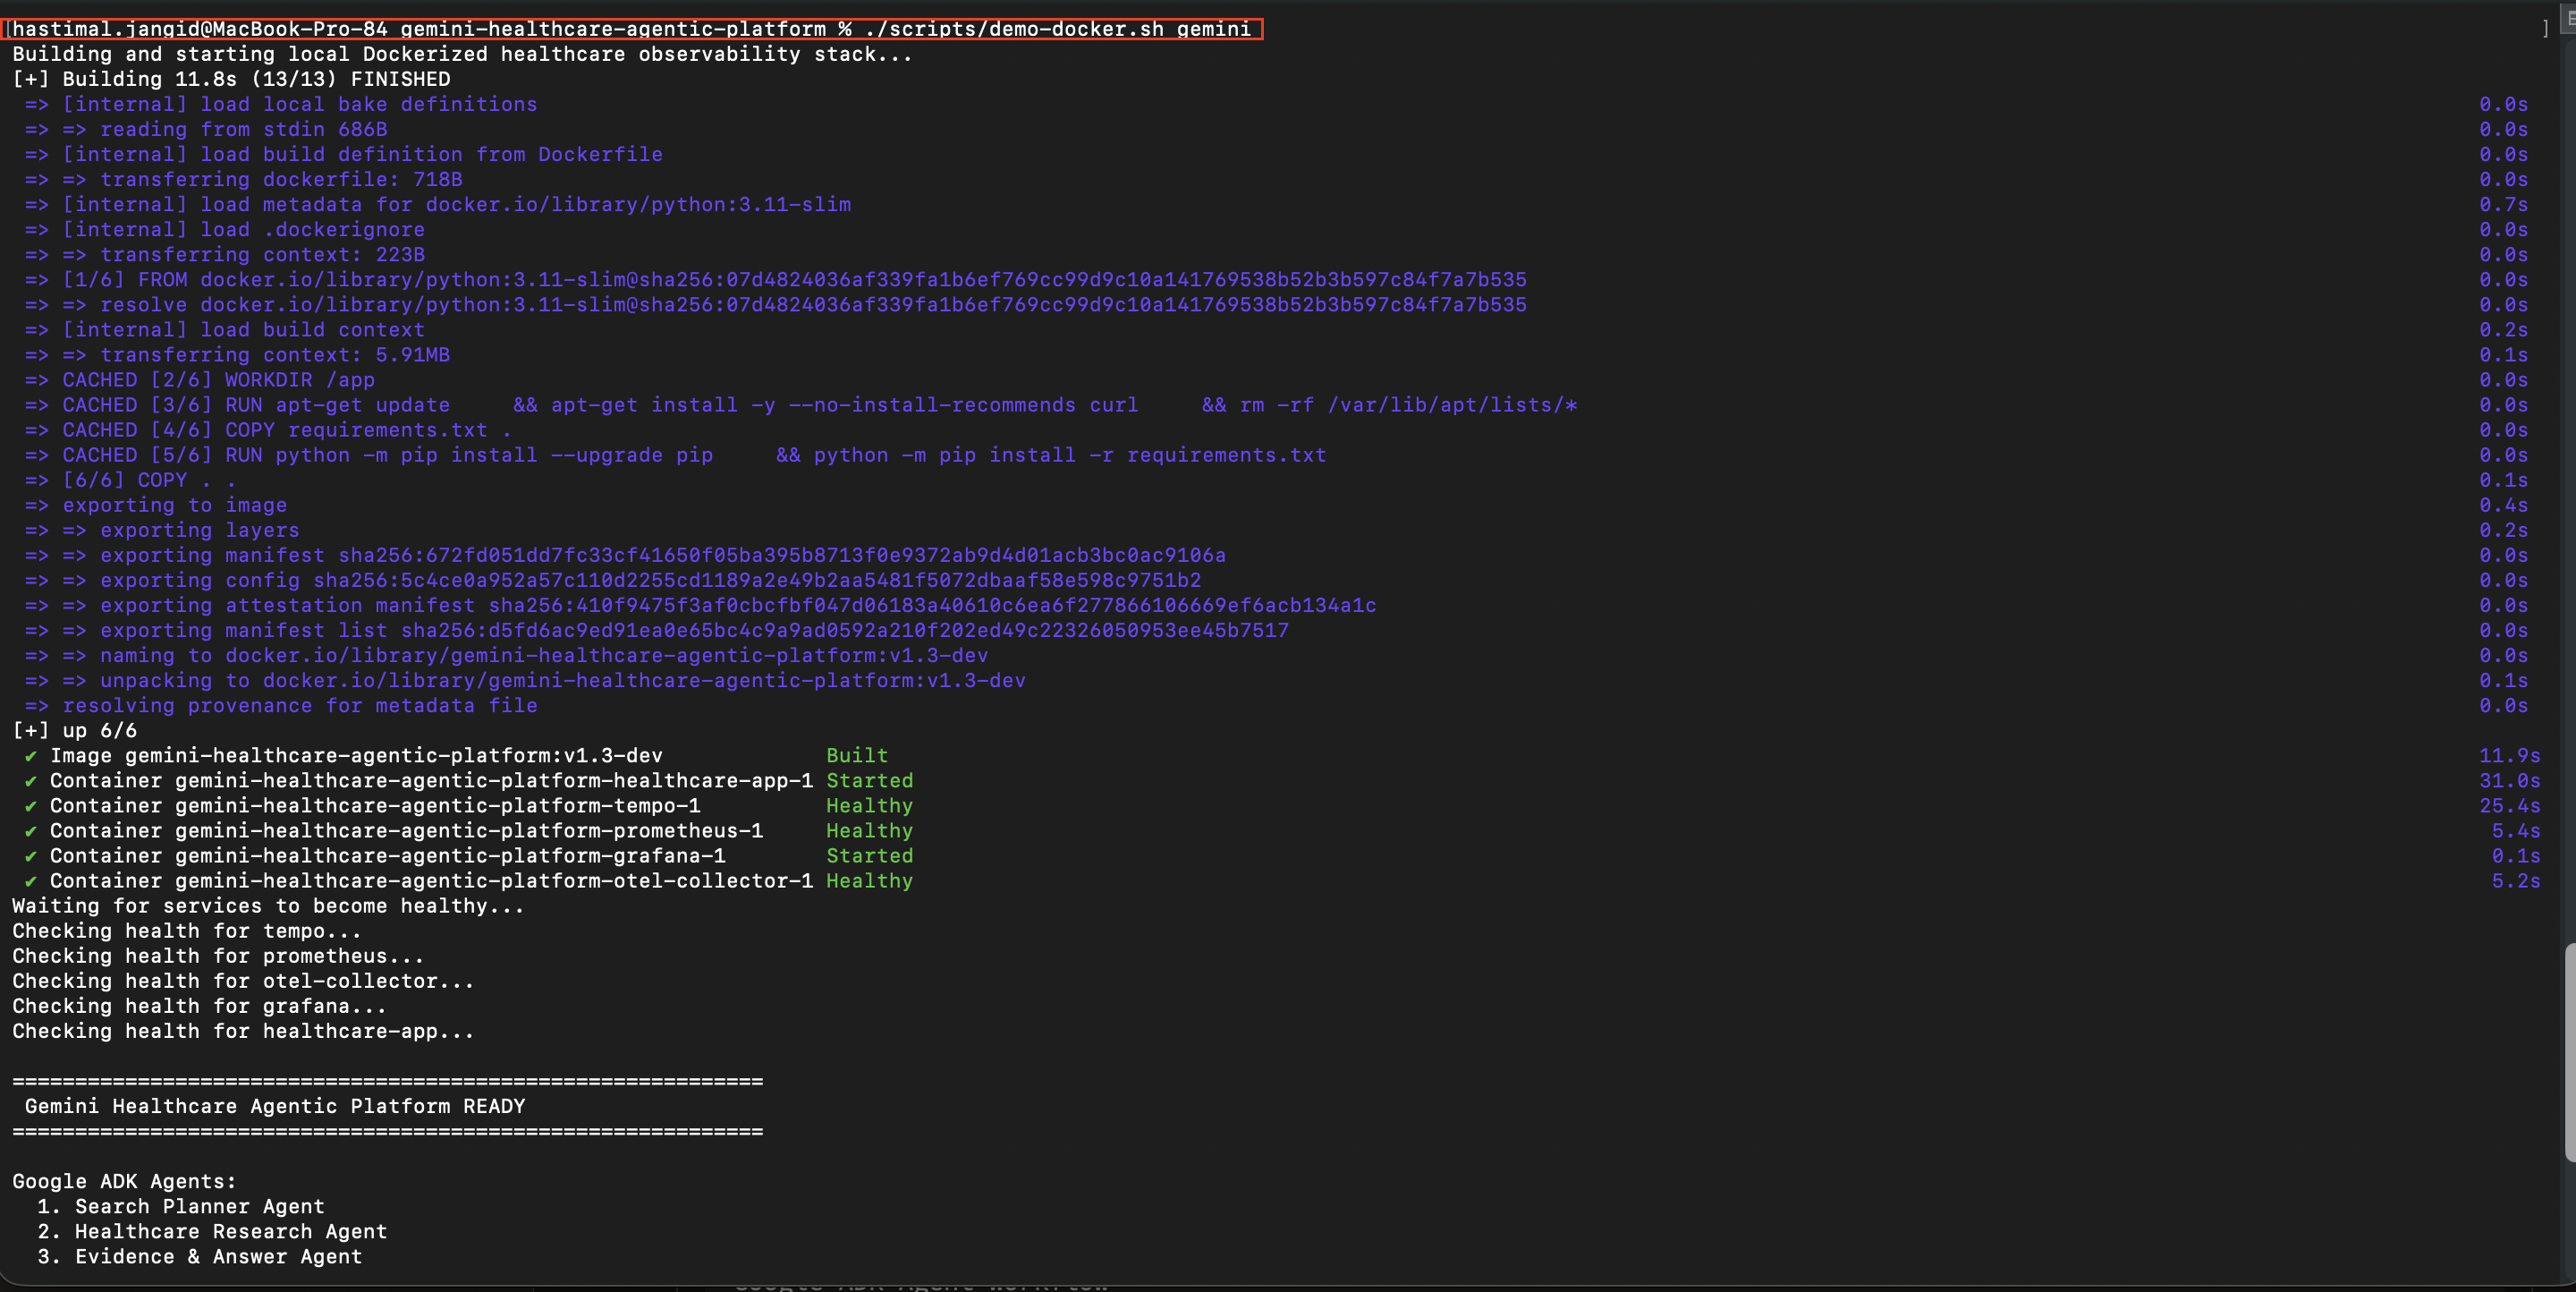 [hastimal.jangid@MacBook-Pro-84 gemini-healthcare-agentic-platform % ./scripts/demo-docker.sh gemini ]
Building and starting local Dockerized healthcare observability stack...
[+] Building 11.8s (13/13) FINISHED
=> [internal] load local bake definitions 0.0s
=> => reading from stdin 686B 0.0s
=> [internal] load build definition from Dockerfile 0.0s
=> => transferring dockerfile: 718B 0.0s
=> [internal] load metadata for docker.io/library/python:3.11-slim 0.7s
=> [internal] load .dockerignore 0.0s
=> => transferring context: 223B 0.0s
=> [1/6] FROM docker.io/library/python:3.11-slim@sha256:07d4824036af339fa1b6ef769cc99d9c10a141769538b52b3b597c84f7a7b535 0.0s
=> => resolve docker.io/library/python:3.11-slim@sha256:07d4824036af339fa1b6ef769cc99d9c10a141769538b52b3b597c84f7a7b535 0.0s
=> [internal] load build context 0.2s
=> => transferring context: 5.91MB 0.1s
=> CACHED [2/6] WORKDIR /app 0.0s
=> CACHED [3/6] RUN apt-get update     && apt-get install -y --no-install-recommends curl     && rm -rf /var/lib/apt/lists/* 0.0s
=> CACHED [4/6] COPY requirements.txt . 0.0s
=> CACHED [5/6] RUN python -m pip install --upgrade pip     && python -m pip install -r requirements.txt 0.0s
=> [6/6] COPY . . 0.1s
=> exporting to image 0.4s
=> => exporting layers 0.2s
=> => exporting manifest sha256:672fd051dd7fc33cf41650f05ba395b8713f0e9372ab9d4d01acb3bc0ac9106a 0.0s
=> => exporting config sha256:5c4ce0a952a57c110d2255cd1189a2e49b2aa5481f5072dbaaf58e598c9751b2 0.0s
=> => exporting attestation manifest sha256:410f9475f3af0cbcfbf047d06183a40610c6ea6f277866106669ef6acb134a1c 0.0s
=> => exporting manifest list sha256:d5fd6ac9ed91ea0e65bc4c9a9ad0592a210f202ed49c22326050953ee45b7517 0.0s
=> => naming to docker.io/library/gemini-healthcare-agentic-platform:v1.3-dev 0.0s
=> => unpacking to docker.io/library/gemini-healthcare-agentic-platform:v1.3-dev 0.1s
=> resolving provenance for metadata file 0.0s
[+] up 6/6
✔ Image gemini-healthcare-agentic-platform:v1.3-dev Built 11.9s
✔ Container gemini-healthcare-agentic-platform-healthcare-app-1 Started 31.0s
✔ Container gemini-healthcare-agentic-platform-tempo-1 Healthy 25.4s
✔ Container gemini-healthcare-agentic-platform-prometheus-1 Healthy 5.4s
✔ Container gemini-healthcare-agentic-platform-grafana-1 Started 0.1s
✔ Container gemini-healthcare-agentic-platform-otel-collector-1 Healthy 5.2s
Waiting for services to become healthy...
Checking health for tempo...
Checking health for prometheus...
Checking health for otel-collector...
Checking health for grafana...
Checking health for healthcare-app...
============================================================
Gemini Healthcare Agentic Platform READY
============================================================
Google ADK Agents:
1. Search Planner Agent
2. Healthcare Research Agent
3. Evidence & Answer Agent